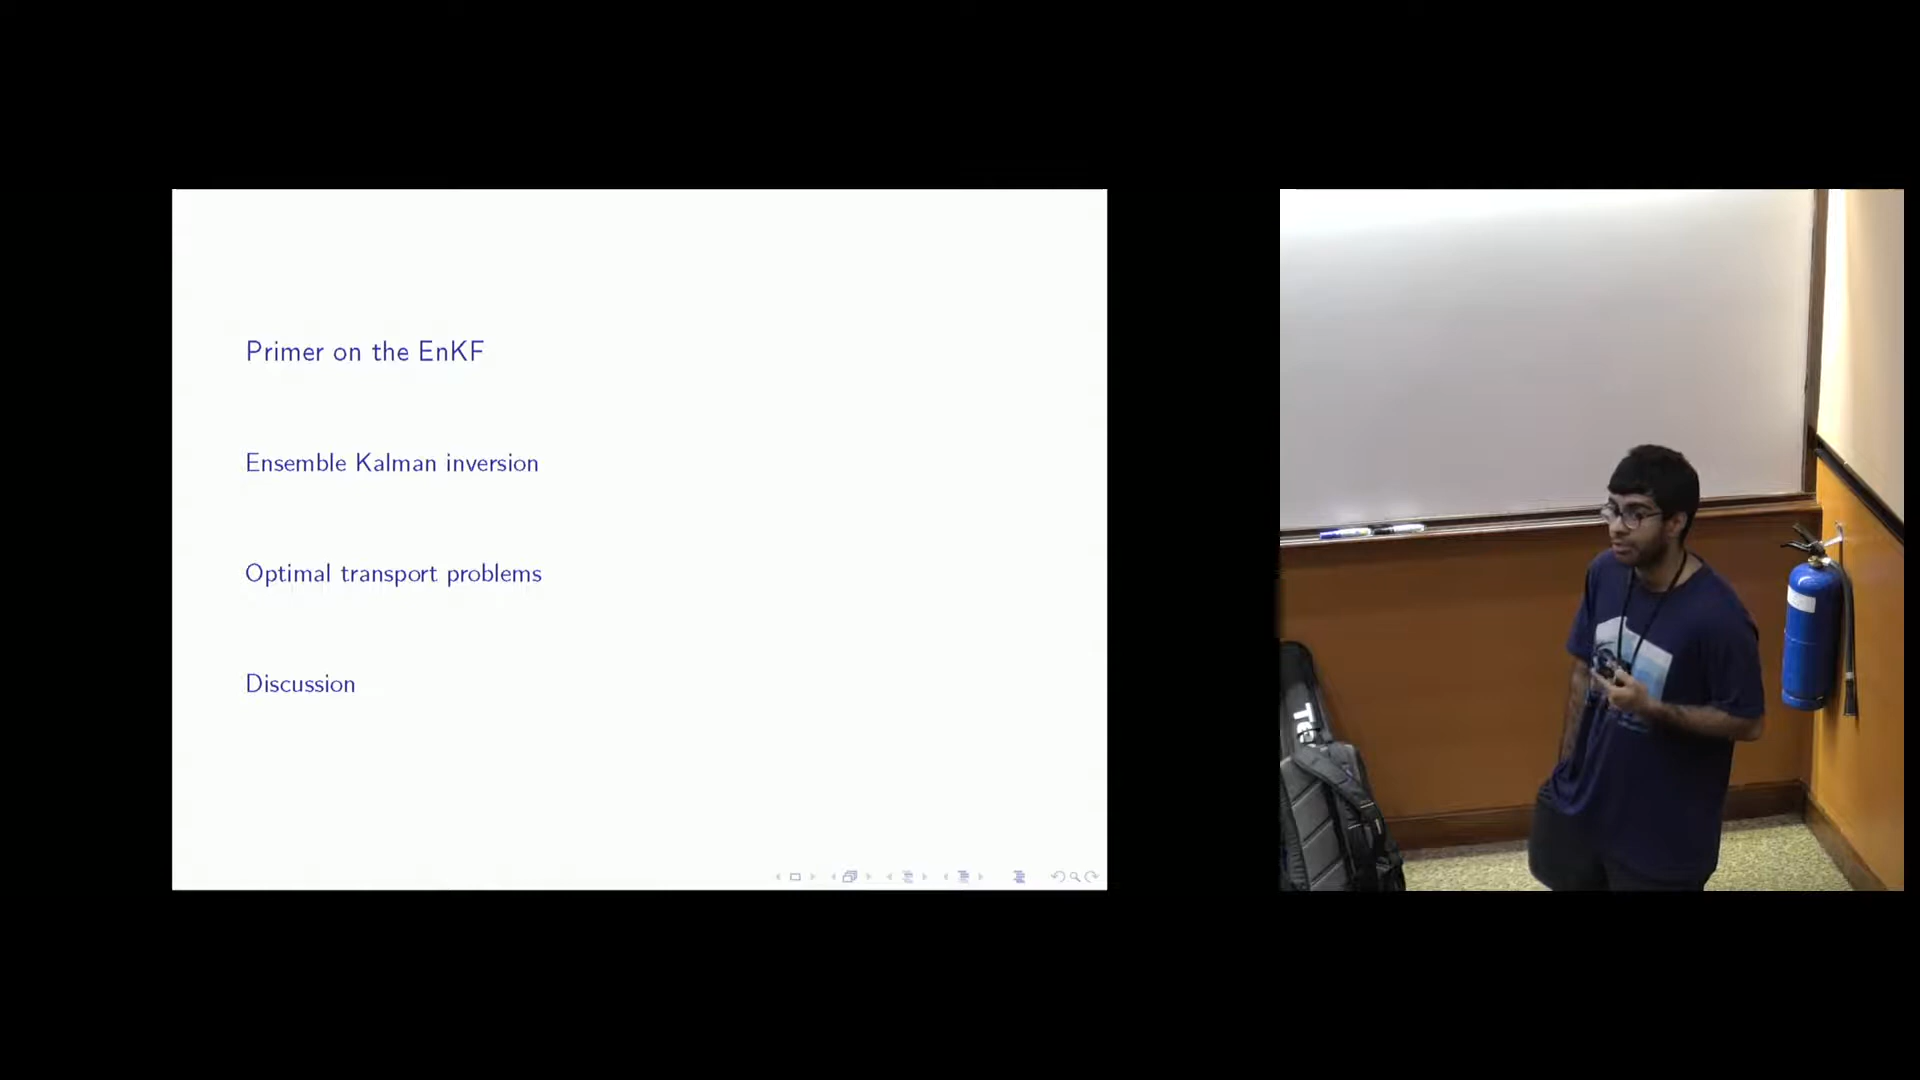 Primer on the EnKF
Ensemble Kalman inversion
Optimal transport problems
Discussion